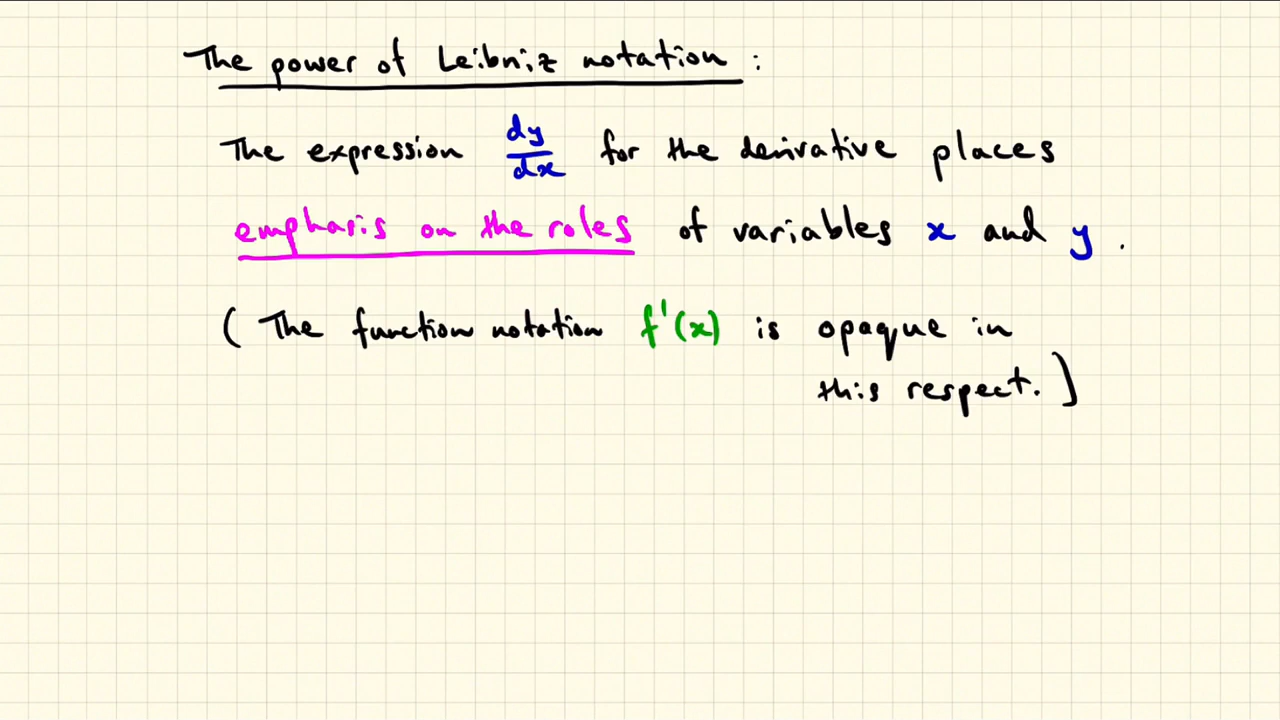 The power of Leibniz notation :
The expression dy/dx for the derivative places
emphasis on the roles of variables x and y .
( The function notation f'(x) is opaque in
this respect. )